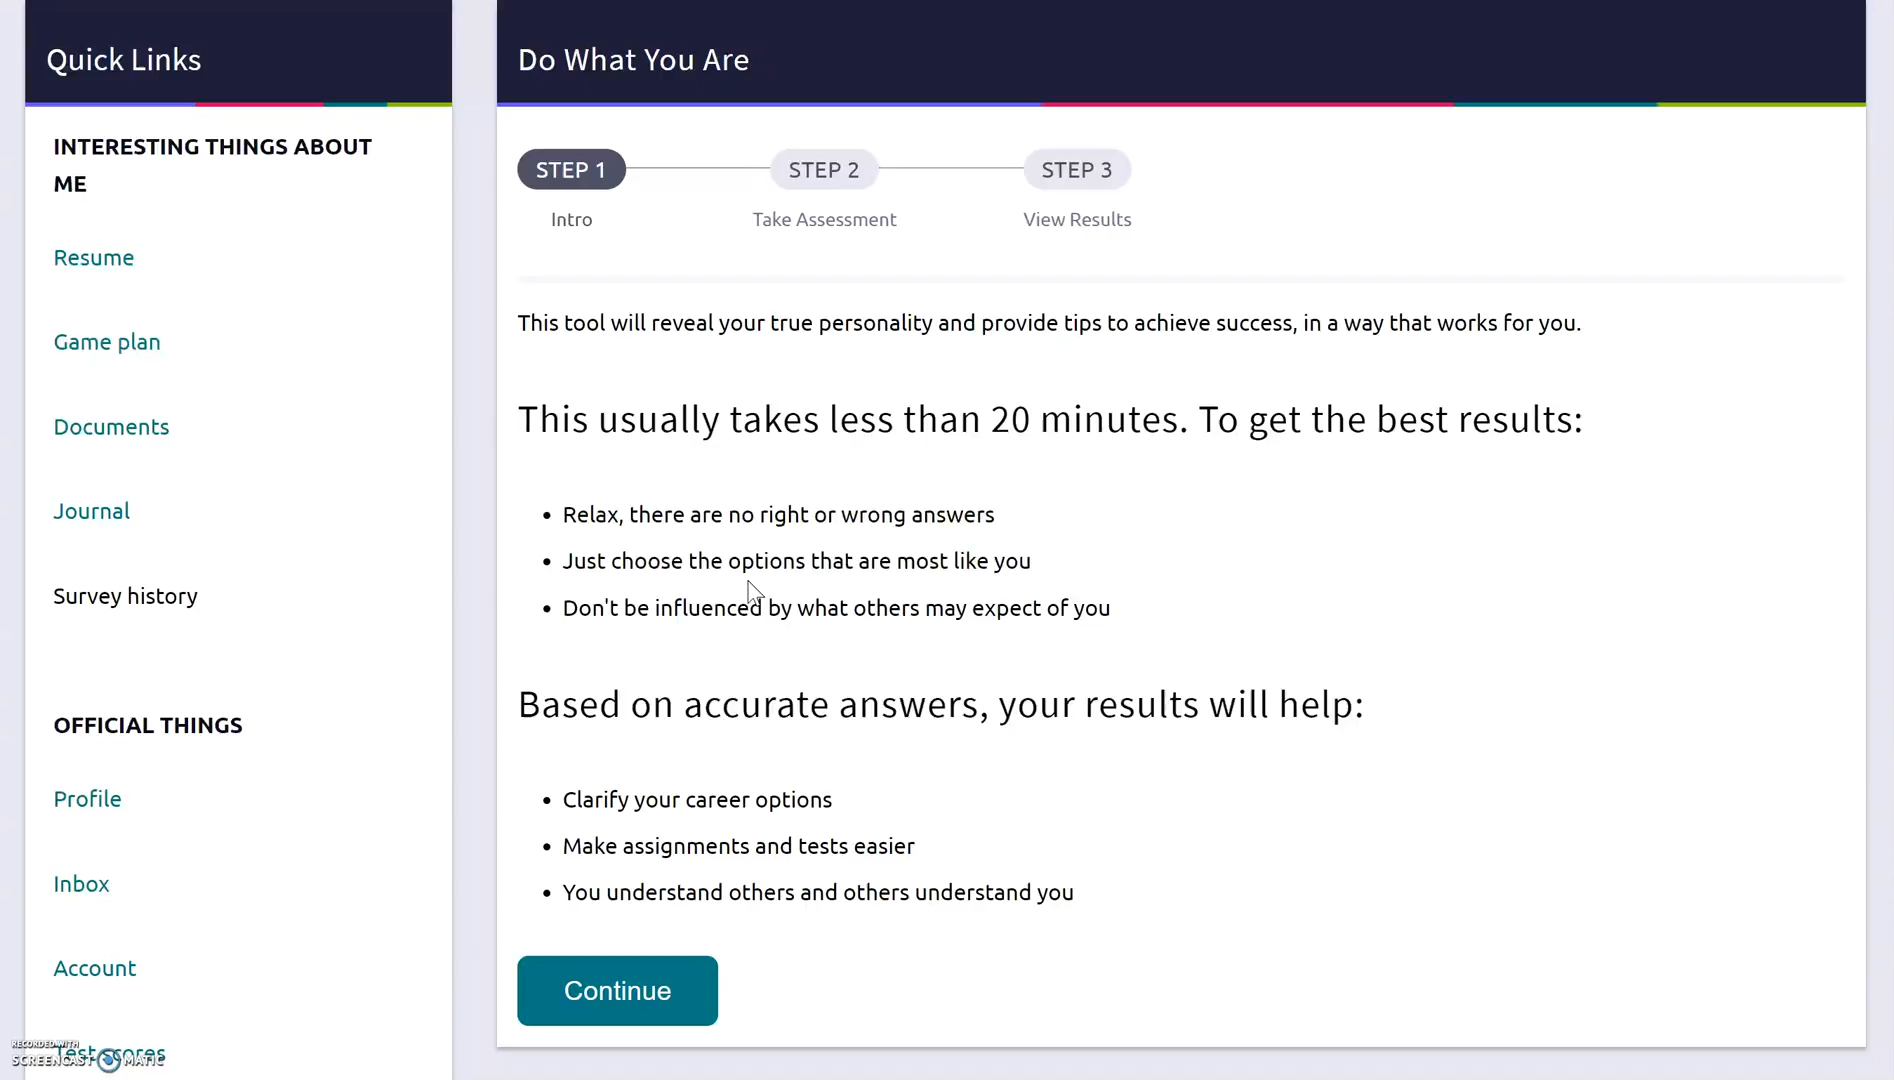 Quick Links
INTERESTING THINGS ABOUT
ME
Resume
Game plan
Documents
Journal
Survey history
OFFICIAL THINGS
Profile
Inbox
Account
Test scores
RECORDED WITH
SCREENCAST MATIC
Do What You Are
STEP 1
STEP 2
STEP 3
Intro
Take Assessment
View Results
This tool will reveal your true personality and provide tips to achieve success, in a way that works for you.
This usually takes less than 20 minutes. To get the best results:
• Relax, there are no right or wrong answers
• Just choose the options that are most like you
• Don't be influenced by what others may expect of you
Based on accurate answers, your results will help:
• Clarify your career options
• Make assignments and tests easier
• You understand others and others understand you
Continue